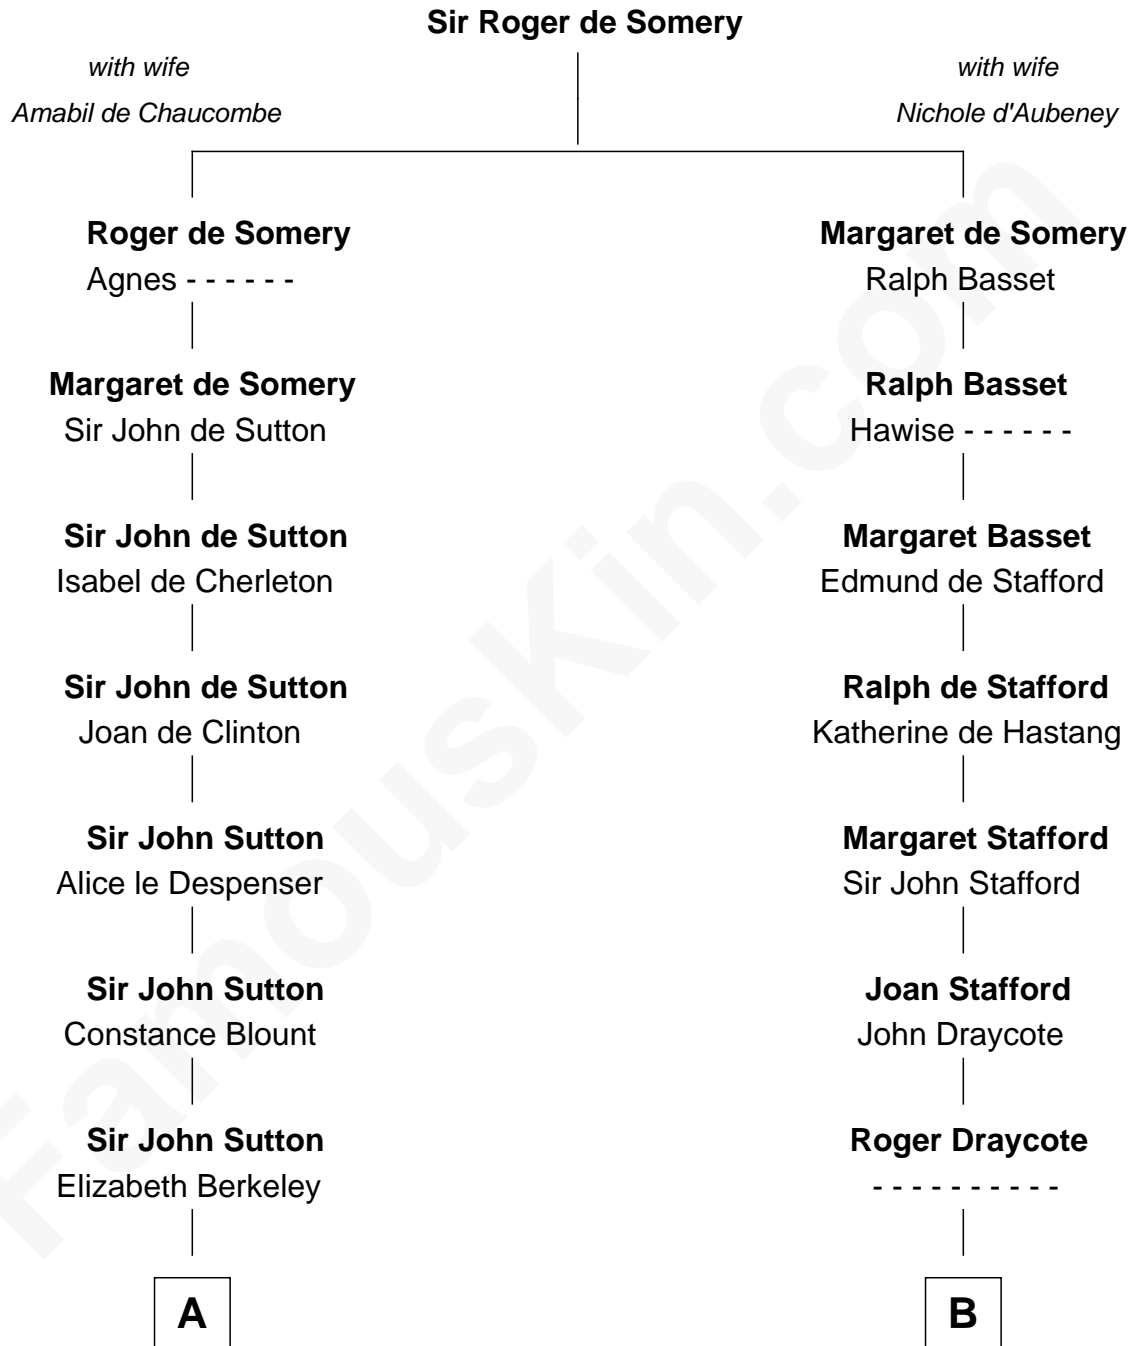 Sir Roger de Somery
with wife
Amabil de Chaucombe
with wife
Nichole d'Aubeney
Roger de Somery
Agnes - - - - - -
Margaret de Somery
Ralph Basset
Margaret de Somery
Sir John de Sutton
Ralph Basset
Hawise - - - - - -
Sir John de Sutton
Isabel de Cherleton
Margaret Basset
Edmund de Stafford
Sir John de Sutton
Joan de Clinton
Ralph de Stafford
Katherine de Hastang
Sir John Sutton
Alice le Despenser
Margaret Stafford
Sir John Stafford
Sir John Sutton
Constance Blount
Joan Stafford
John Draycote
Sir John Sutton
Elizabeth Berkeley
Roger Draycote
- - - - - - - - - -
A
B
FamousKin.com